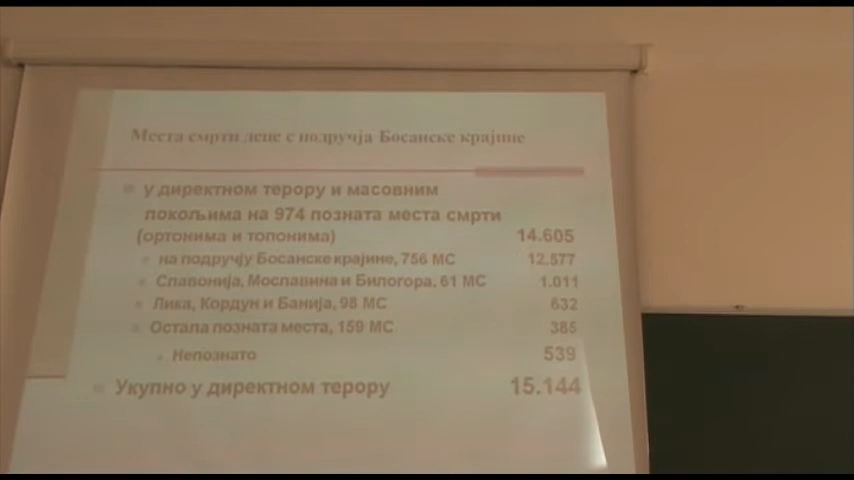 Места смрти деце с подручја Босанске крајине
у директном терору и масовним
покољима на 974 позната места смрти
(ортонима и топонима) 14.605
на подручју Босанске крајине, 756 МС 12.577
Славонија, Мославина и Билогора, 61 МС 1.011
Лика, Кордун и Банија, 98 МС 632
Остала позната места, 159 МС 385
Непознато 539
Укупно у директном терору 15.144